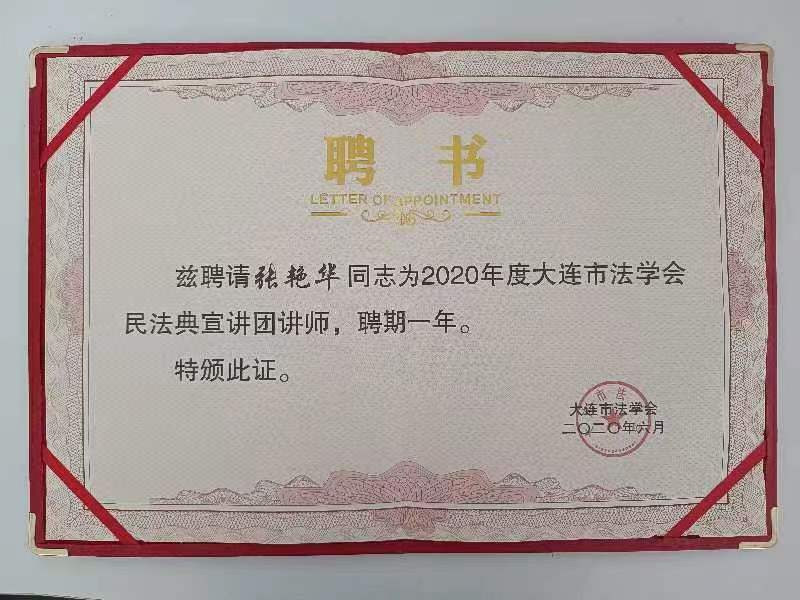 聘 书
LETTER OF APPOINTMENT
兹聘请张艳华同志为2020年度大连市法学会
民法典宣讲团讲师，聘期一年。
特颁此证。
大连市法学会
二〇二〇年六月